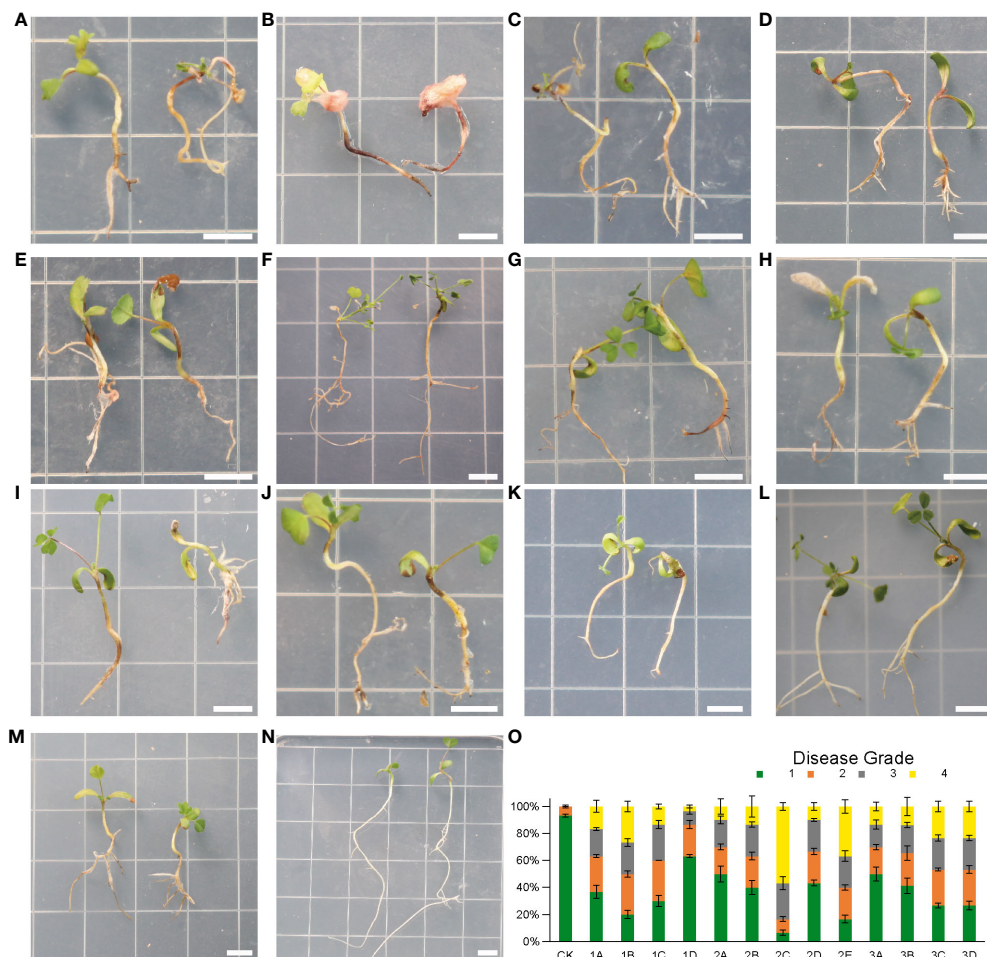 A B C D
E F G H
I J K L
M N O
Disease Grade
1 2 3 4
100%
80%
60%
40%
20%
0%
CK 1A 1B 1C 1D 2A 2B 2C 2D 2E 3A 3B 3C 3D